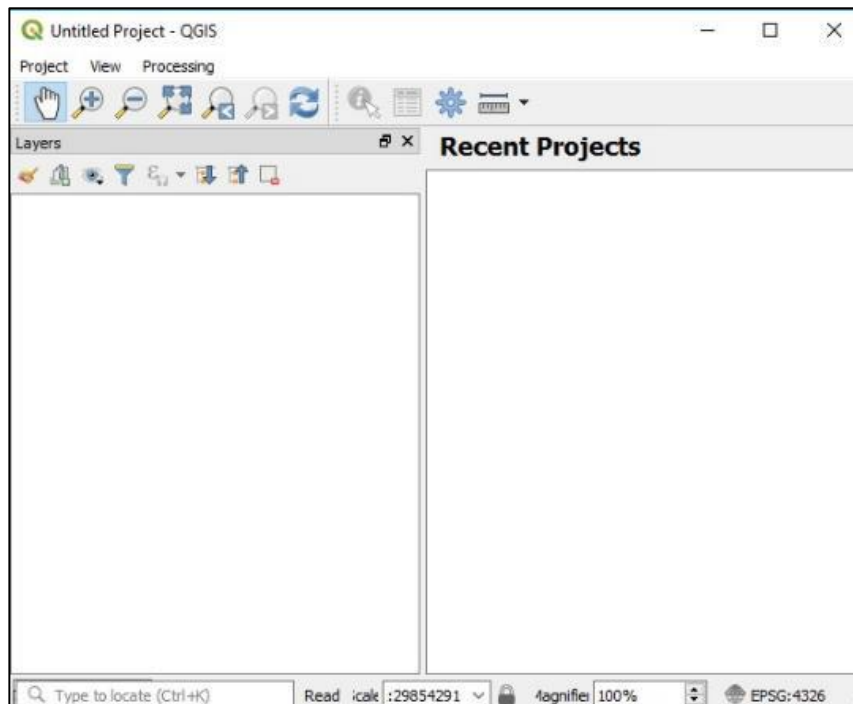 Untitled Project - QGIS
Project View Processing
Layers
Recent Projects
Type to locate (Ctrl+K) Read :29854291 100% EPSG:4326